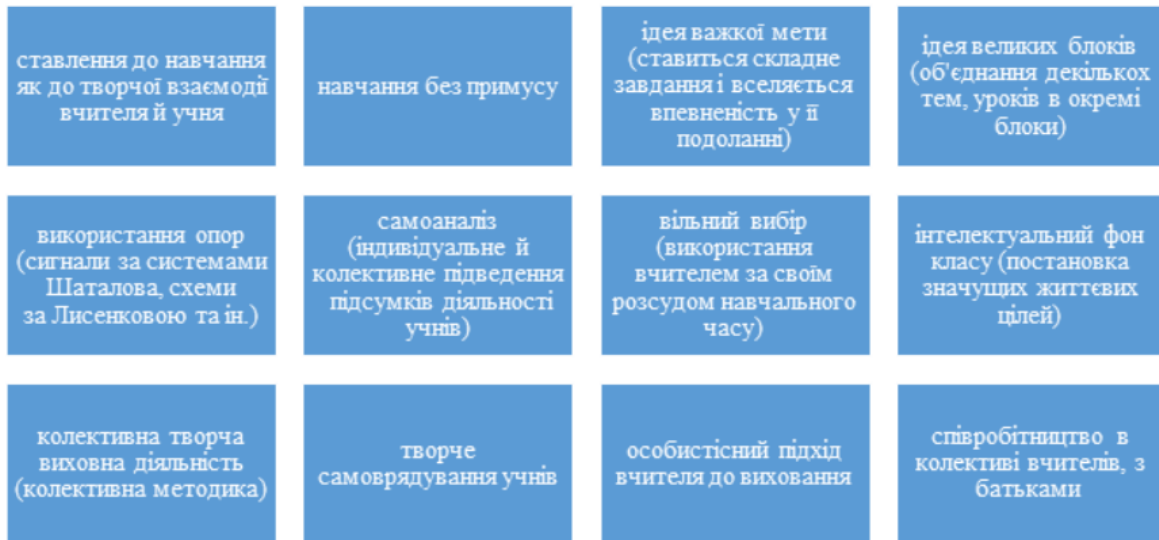 ставлення до навчання
як до творчої взаємодії
вчителя й учня
навчання без примусу
ідея важкої мети
(ставиться складне
завдання і вселяється
впевненість у її
подоланні)
ідея великих блоків
(об'єднання декількох
тем, уроків в окремі
блоки)
використання опор
(сигнали за системами
Шаталова, схеми
за Лисенковою та ін.)
самоаналіз
(індивідуальне й
колективне підведення
підсумків діяльності
учнів)
вільний вибір
(використання
вчителем за своїм
розсудом навчального
часу)
інтелектуальний фон
класу (постановка
значущих життєвих
цілей)
колективна творча
виховна діяльність
(колективна методика)
творче
самоврядування учнів
особистісний підхід
вчителя до виховання
співробітництво в
колективі вчителів, з
батьками